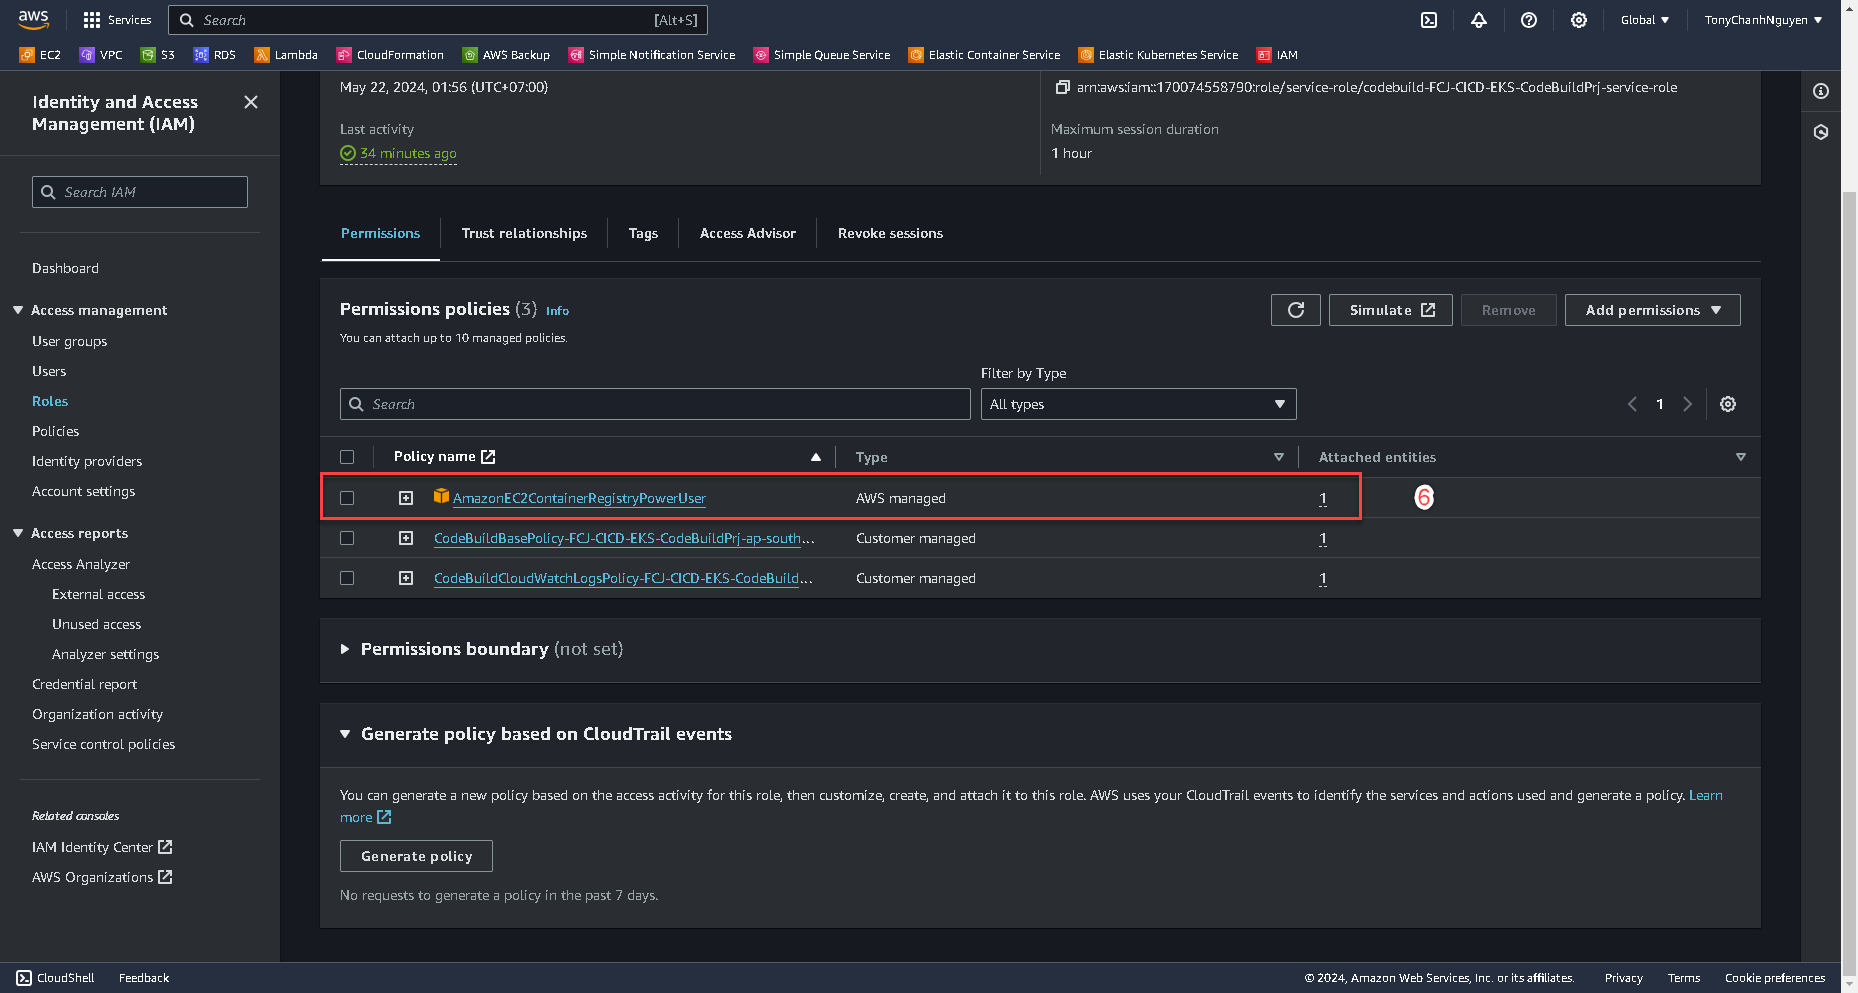 aws Services Search [Alt+S] Global TonyChanhNguyen
EC2 VPC S3 RDS Lambda CloudFormation AWS Backup Simple Notification Service Simple Queue Service Elastic Container Service Elastic Kubernetes Service IAM
Identity and Access
Management (IAM)
Search IAM
Dashboard
Access management
User groups
Users
Roles
Policies
Identity providers
Account settings
Access reports
Access Analyzer
External access
Unused access
Analyzer settings
Credential report
Organization activity
Service control policies
Related consoles
IAM Identity Center
AWS Organizations
May 22, 2024, 01:56 (UTC+07:00)
arn:aws:iam::170074558790:role/service-role/codebuild-FCJ-CICD-EKS-CodeBuildPrj-service-role
Last activity
34 minutes ago
Maximum session duration
1 hour
Permissions Trust relationships Tags Access Advisor Revoke sessions
Permissions policies (3) Info
You can attach up to 10 managed policies.
Simulate Remove Add permissions
Filter by Type
Search All types 1
Policy name Type Attached entities
AmazonEC2ContainerRegistryPowerUser AWS managed 1 6
CodeBuildBasePolicy-FCJ-CICD-EKS-CodeBuildPrj-ap-south... Customer managed 1
CodeBuildCloudWatchLogsPolicy-FCJ-CICD-EKS-CodeBuild... Customer managed 1
Permissions boundary (not set)
Generate policy based on CloudTrail events
You can generate a new policy based on the access activity for this role, then customize, create, and attach it to this role. AWS uses your CloudTrail events to identify the services and actions used and generate a policy. Learn
more
Generate policy
No requests to generate a policy in the past 7 days.
CloudShell Feedback © 2024, Amazon Web Services, Inc. or its affiliates. Privacy Terms Cookie preferences